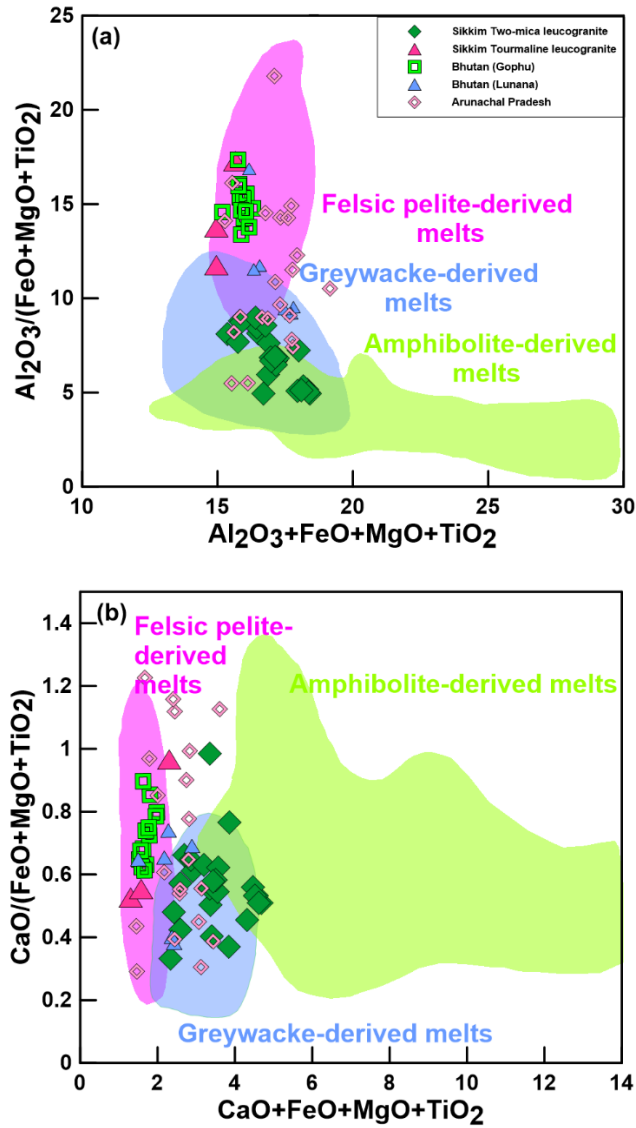 (a)
Sikkim Two-mica leucogranite
Sikkim Tourmaline leucogranite
Bhutan (Gophu)
Bhutan (Lunana)
Arunachal Pradesh
25
20
15
10
5
0
Al₂O₃/(FeO+MgO+TiO₂)
Felsic pelite-derived
melts
Greywacke-derived
melts
Amphibolite-derived
melts
10 15 20 25 30
Al₂O₃+FeO+MgO+TiO₂
(b)
1.4
1.2
1
0.8
0.6
0.4
0.2
0
CaO/(FeO+MgO+TiO₂)
Felsic pelite-
derived
melts
Amphibolite-derived melts
Greywacke-derived melts
0 2 4 6 8 10 12 14
CaO+FeO+MgO+TiO₂